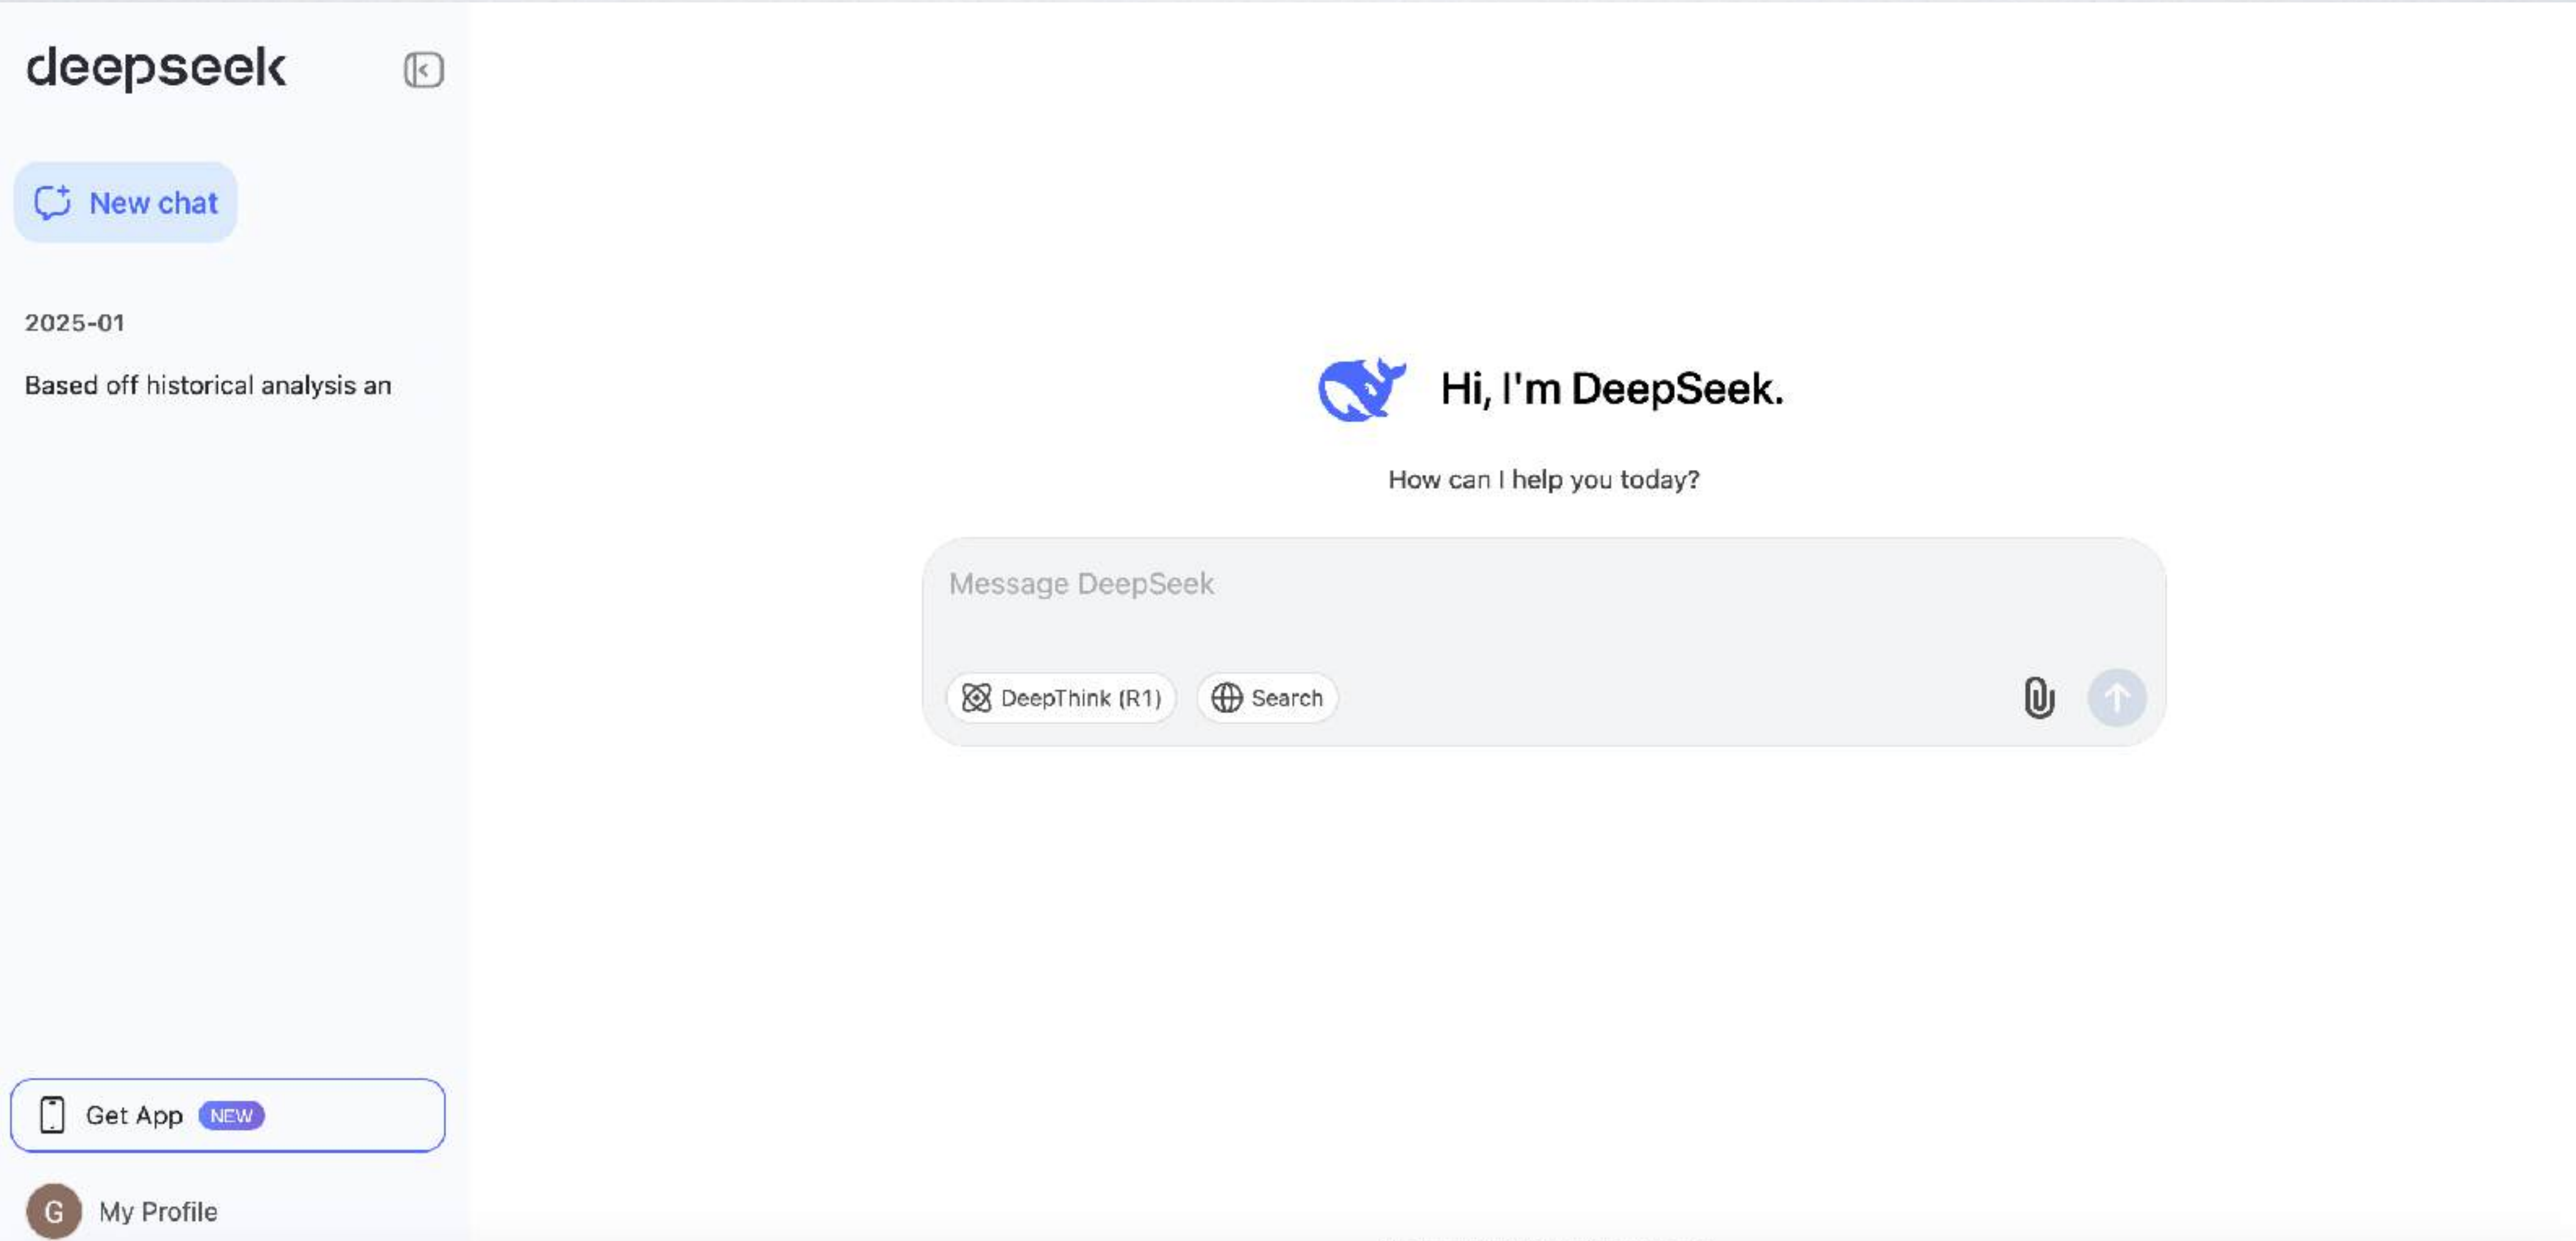 deepseek
New chat
2025-01
Based off historical analysis an
Hi, I'm DeepSeek.
How can I help you today?
Message DeepSeek
DeepThink (R1) Search
Get App NEW
G My Profile